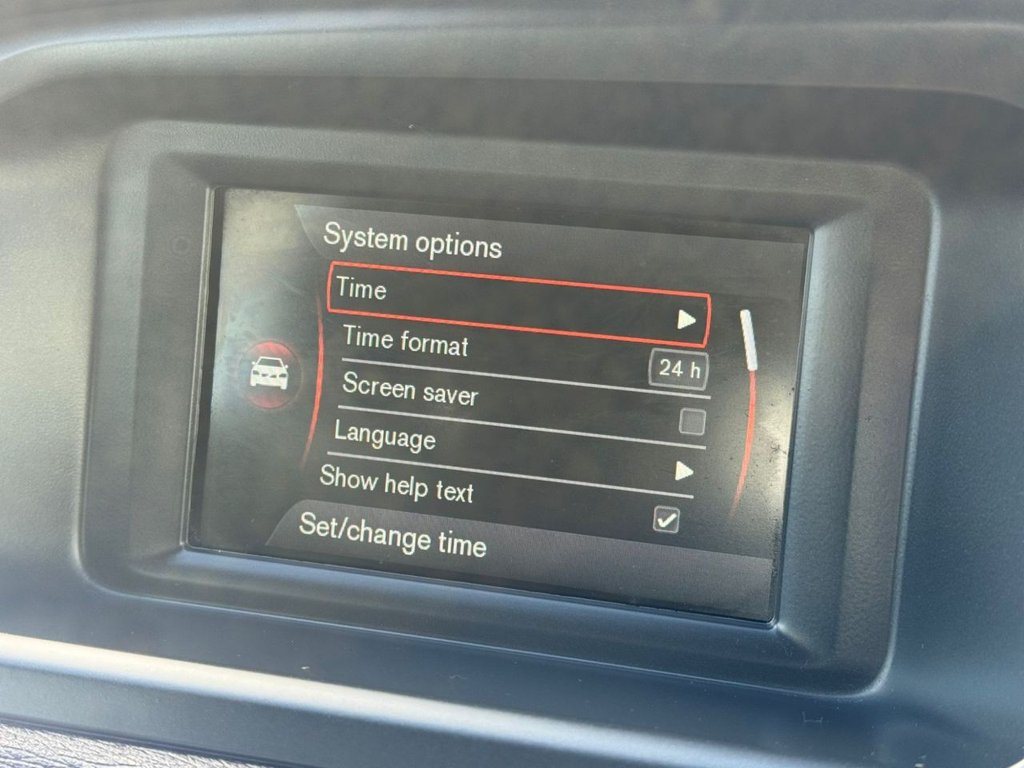 System options
Time
Time format
24 h
Screen saver
Language
Show help text
Set/change time